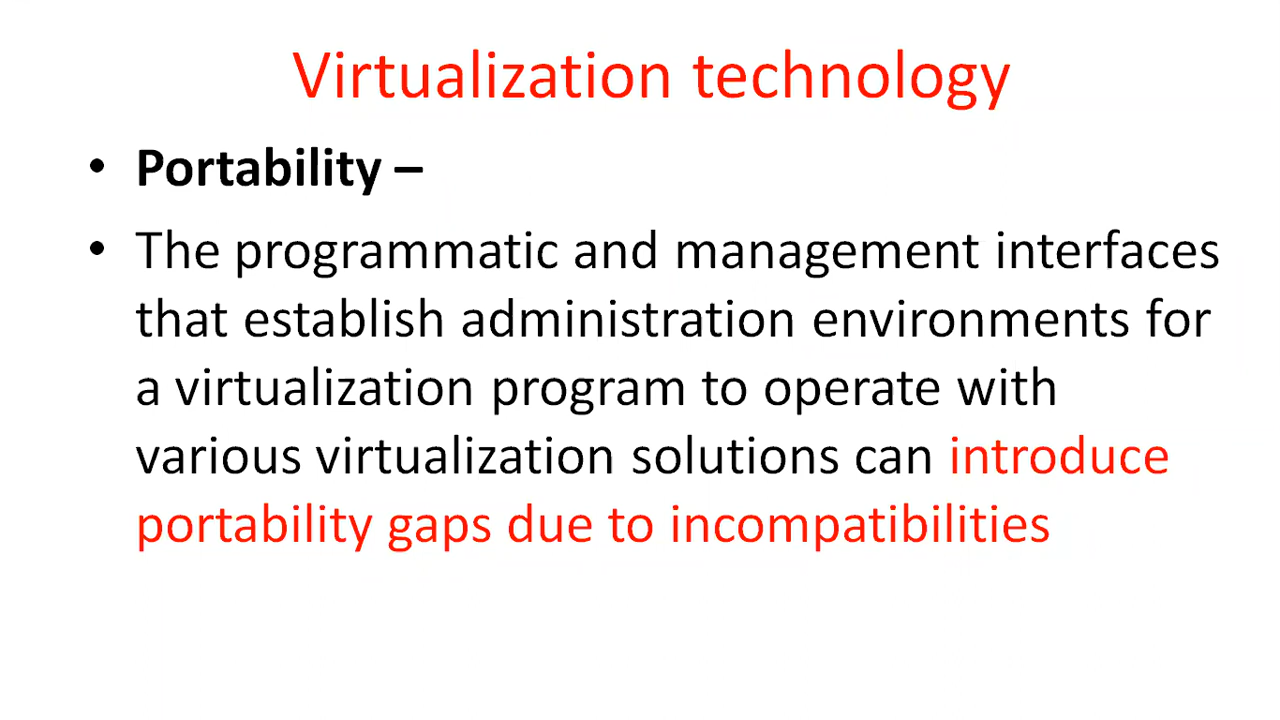 Virtualization technology
• Portability –
• The programmatic and management interfaces
that establish administration environments for
a virtualization program to operate with
various virtualization solutions can introduce
portability gaps due to incompatibilities